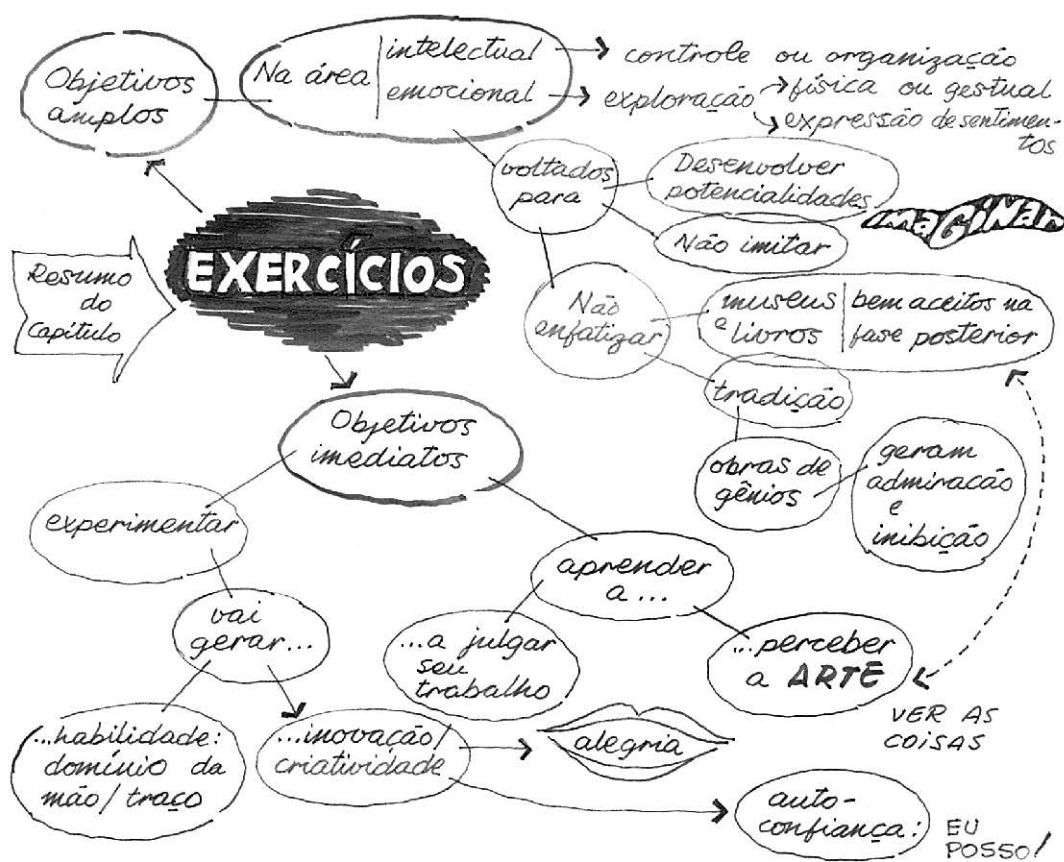 Objetivos
amplos
Na área
intelectual
emocional
controle ou organização
exploração
física ou gestual
expressão de sentimen-
tos
voltados
para
Desenvolver
potencialidades
Não imitar
imaginar
Resumo
do
Capítulo
EXERCÍCIOS
Não
enfatizar
museus
e
livros
bem aceitos na
fase posterior
tradição
obras de
gênios
geram
admiracão
e
inibição
Objetivos
imediatos
experimentar
vai
gerar...
...habilidade:
domínio da
mão/traço
...inovação/
criatividade
aprender
a...
...a julgar
seu
trabalho
...perceber
a ARTE
VER AS
COISAS
alegria
auto-
confiança:
EU
POSSO!